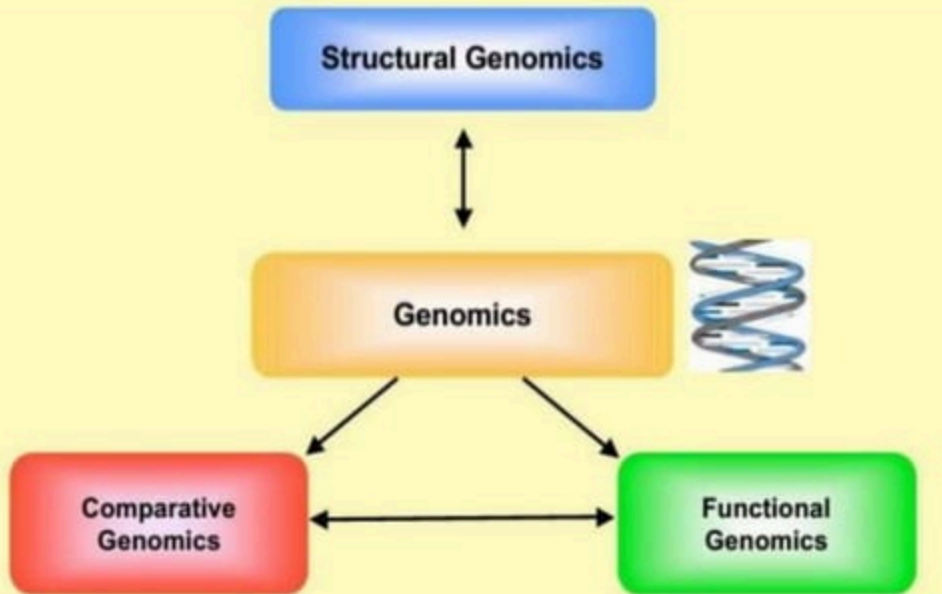 Structural Genomics
Genomics
Comparative
Genomics
Functional
Genomics